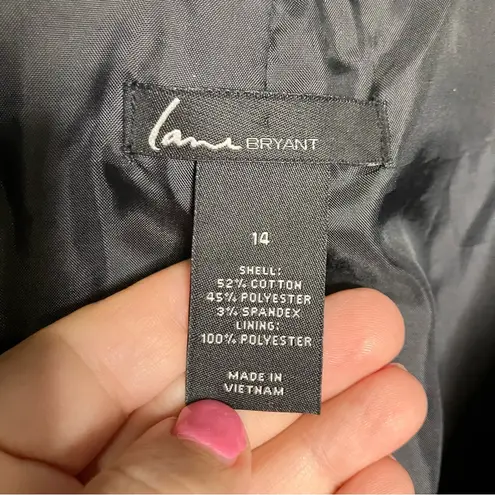 Lane BRYANT
14
SHELL:
52% COTTON
45% POLYESTER
3% SPANDEX
LINING:
100% POLYESTER
MADE IN
VIETNAM